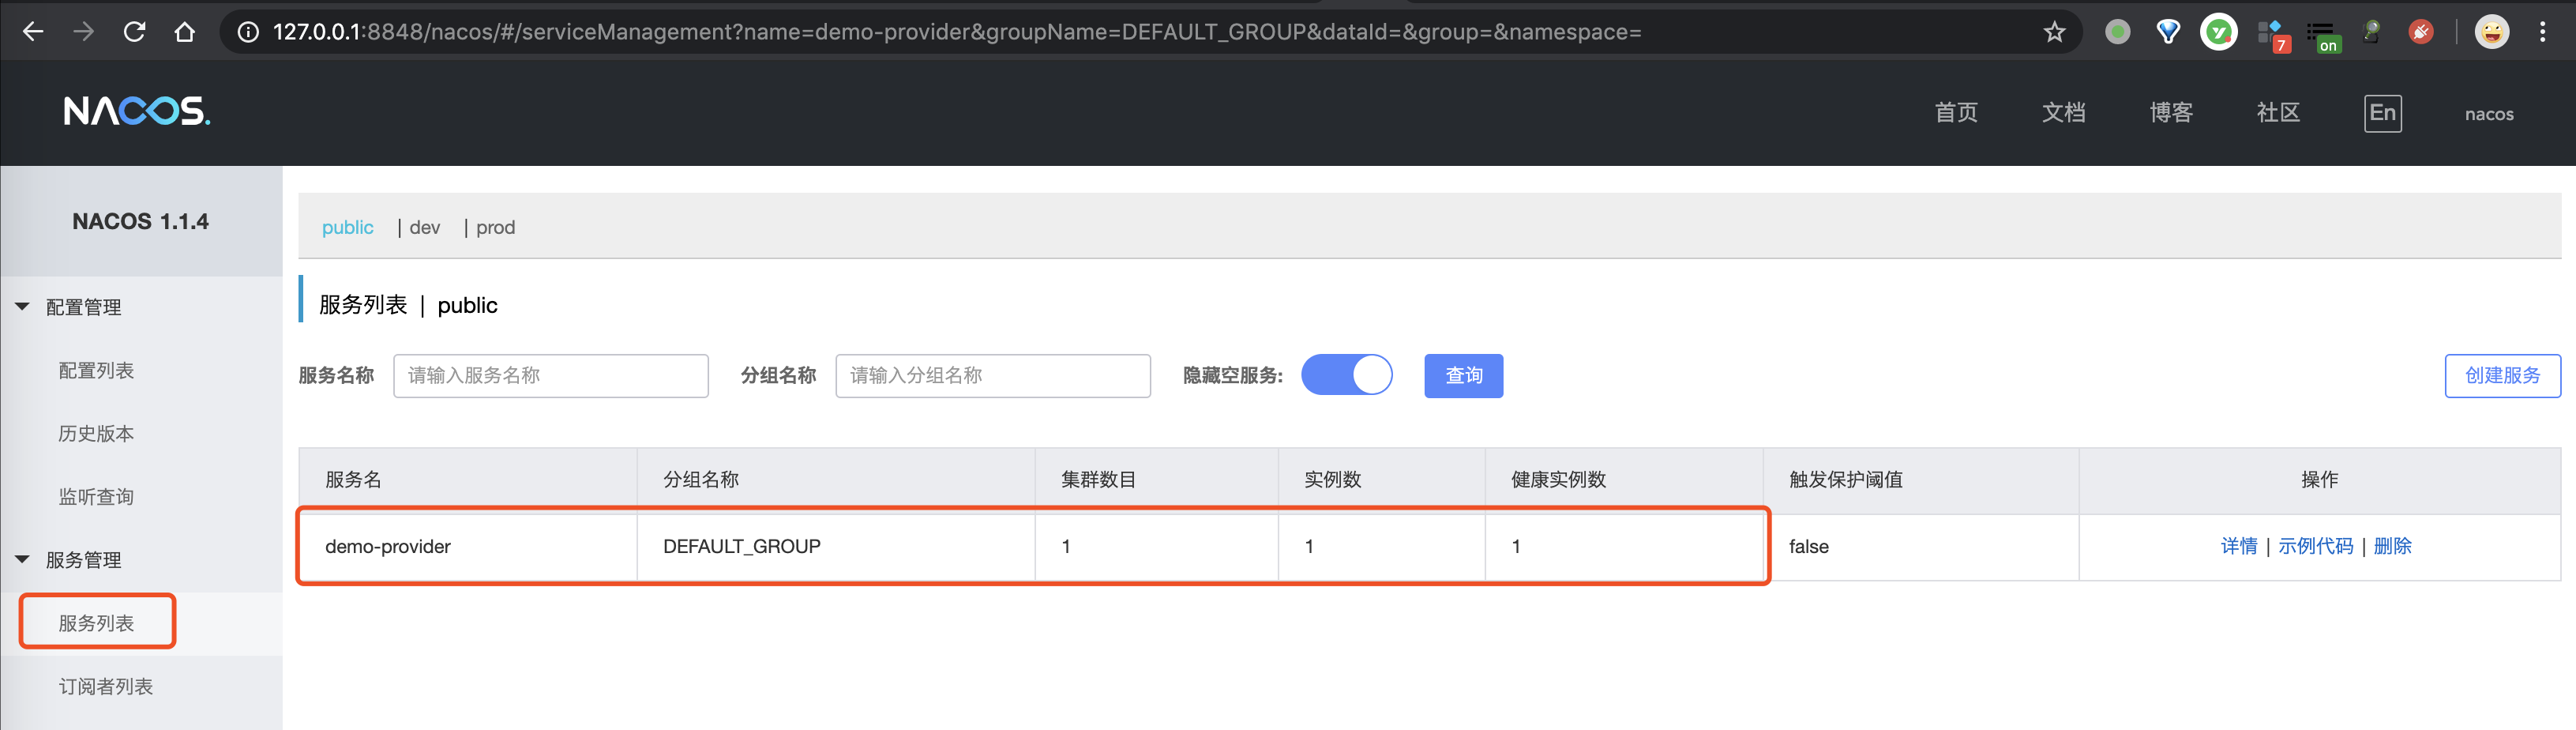 127.0.0.1:8848/nacos/#/serviceManagement?name=demo-provider&groupName=DEFAULT_GROUP&dataId=&group=&namespace=
7
on
NACOS.
首页 文档 博客 社区 En nacos
NACOS 1.1.4
public | dev | prod
配置管理
配置列表
历史版本
监听查询
服务管理
服务列表
订阅者列表
服务列表 | public
服务名称 请输入服务名称 分组名称 请输入分组名称 隐藏空服务: 查询 创建服务
服务名 分组名称 集群数目 实例数 健康实例数 触发保护阈值 操作
demo-provider DEFAULT_GROUP 1 1 1 false 详情 | 示例代码 | 删除